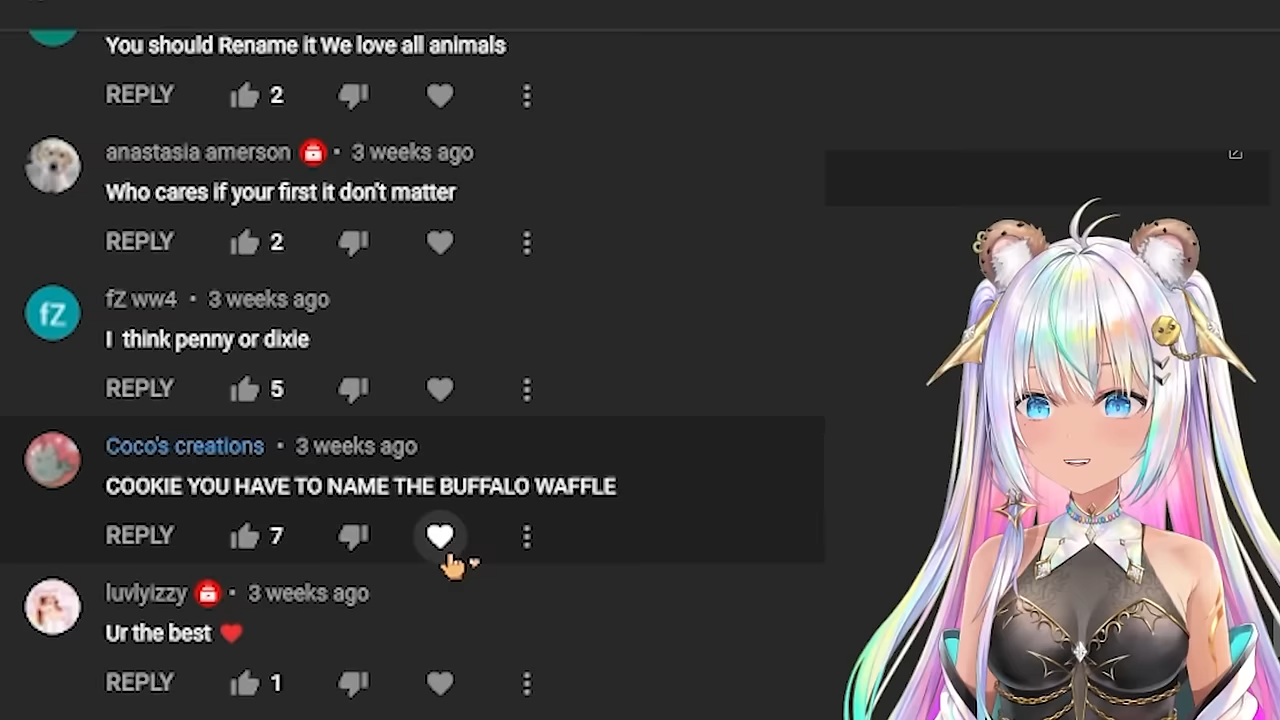 You should Rename it We love all animals
REPLY 2
anastasia amerson • 3 weeks ago
Who cares if your first it don't matter
REPLY 2
fZ
fZ ww4 • 3 weeks ago
I think penny or dixie
REPLY 5
Coco's creations • 3 weeks ago
COOKIE YOU HAVE TO NAME THE BUFFALO WAFFLE
REPLY 7
luvlyizzy • 3 weeks ago
Ur the best ❤️
REPLY 1